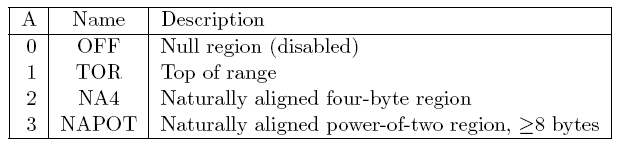 A Name Description
0 OFF Null region (disabled)
1 TOR Top of range
2 NA4 Naturally aligned four-byte region
3 NAPOT Naturally aligned power-of-two region, ≥8 bytes